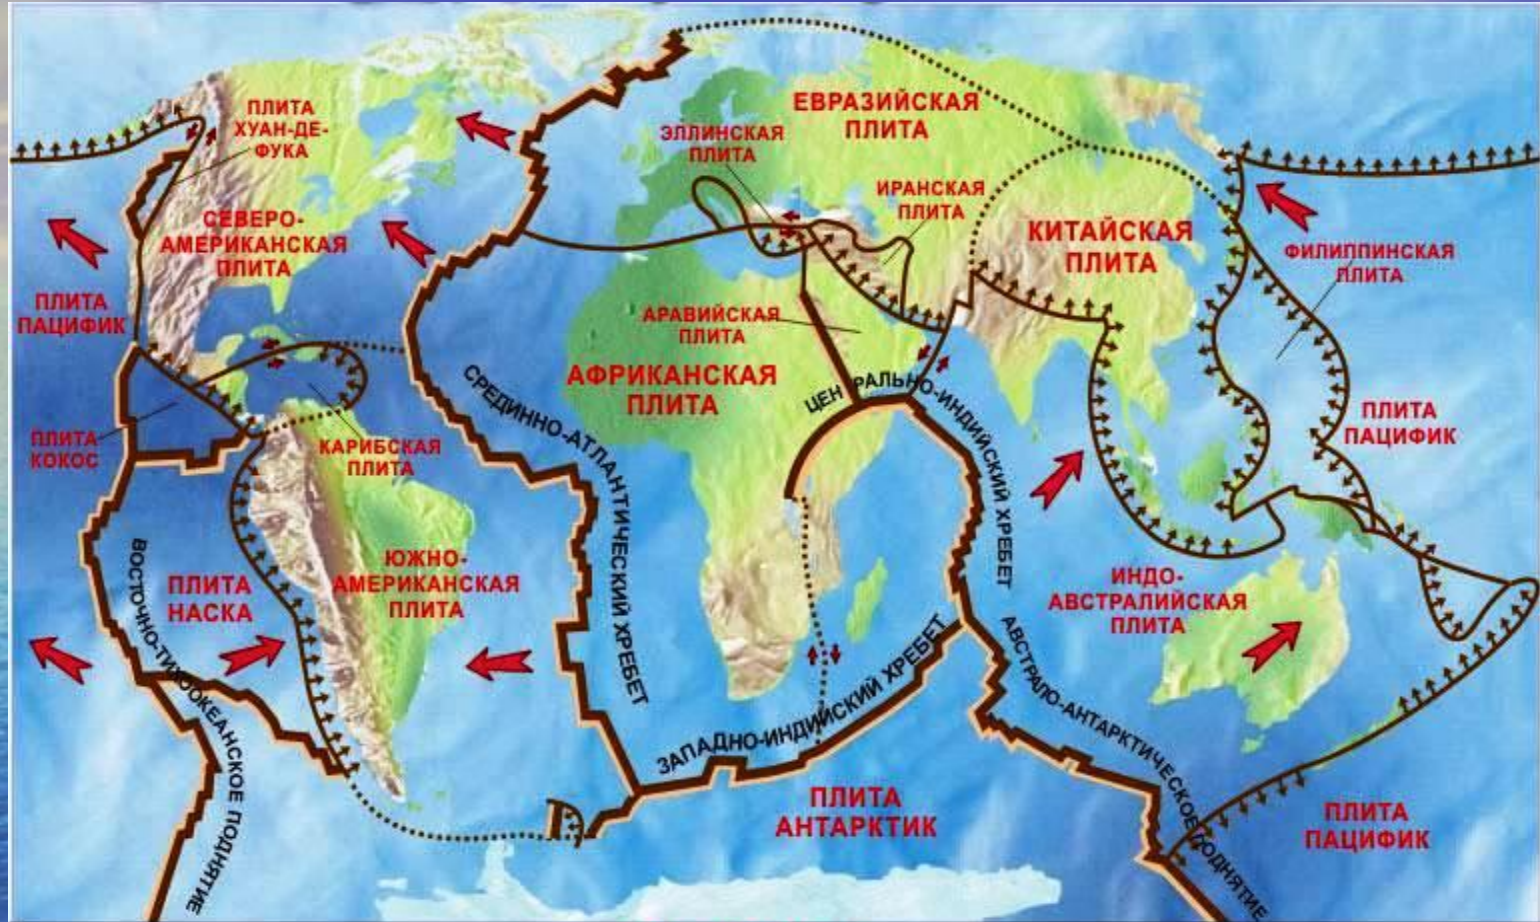 ПЛИТА
ХУАН-ДЕ-
ФУКА
ЕВРАЗИЙСКАЯ
ПЛИТА
ЭЛЛИНСКАЯ
ПЛИТА
ИРАНСКАЯ
ПЛИТА
СЕВЕРО-
АМЕРИКАНСКАЯ
ПЛИТА
КИТАЙСКАЯ
ПЛИТА
ФИЛИППИНСКАЯ
ПЛИТА
ПЛИТА
ПАЦИФИК
АРАВИЙСКАЯ
ПЛИТА
АФРИКАНСКАЯ
ПЛИТА
ЦЕН РАЛЬНО-ИНДИЙСКИЙ ХРЕБЕТ
СРЕДИННО-АТЛАНТИЧЕСКИЙ ХРЕБЕТ
ПЛИТА
КОКОС
КАРИБСКАЯ
ПЛИТА
ПЛИТА
ПАЦИФИК
ВОСТОЧНО-ТИХООКЕАНСКОЕ ПОДНЯТИЕ
ПЛИТА
НАСКА
ЮЖНО-
АМЕРИКАНСКАЯ
ПЛИТА
ИНДО-
АВСТРАЛИЙСКАЯ
ПЛИТА
ЗАПАДНО-ИНДИЙСКИЙ ХРЕБЕТ
АВСТРАЛО-АНТАРКТИЧЕСКОЕ ПОДНЯТИЕ
ПЛИТА
АНТАРКТИК
ПЛИТА
ПАЦИФИК